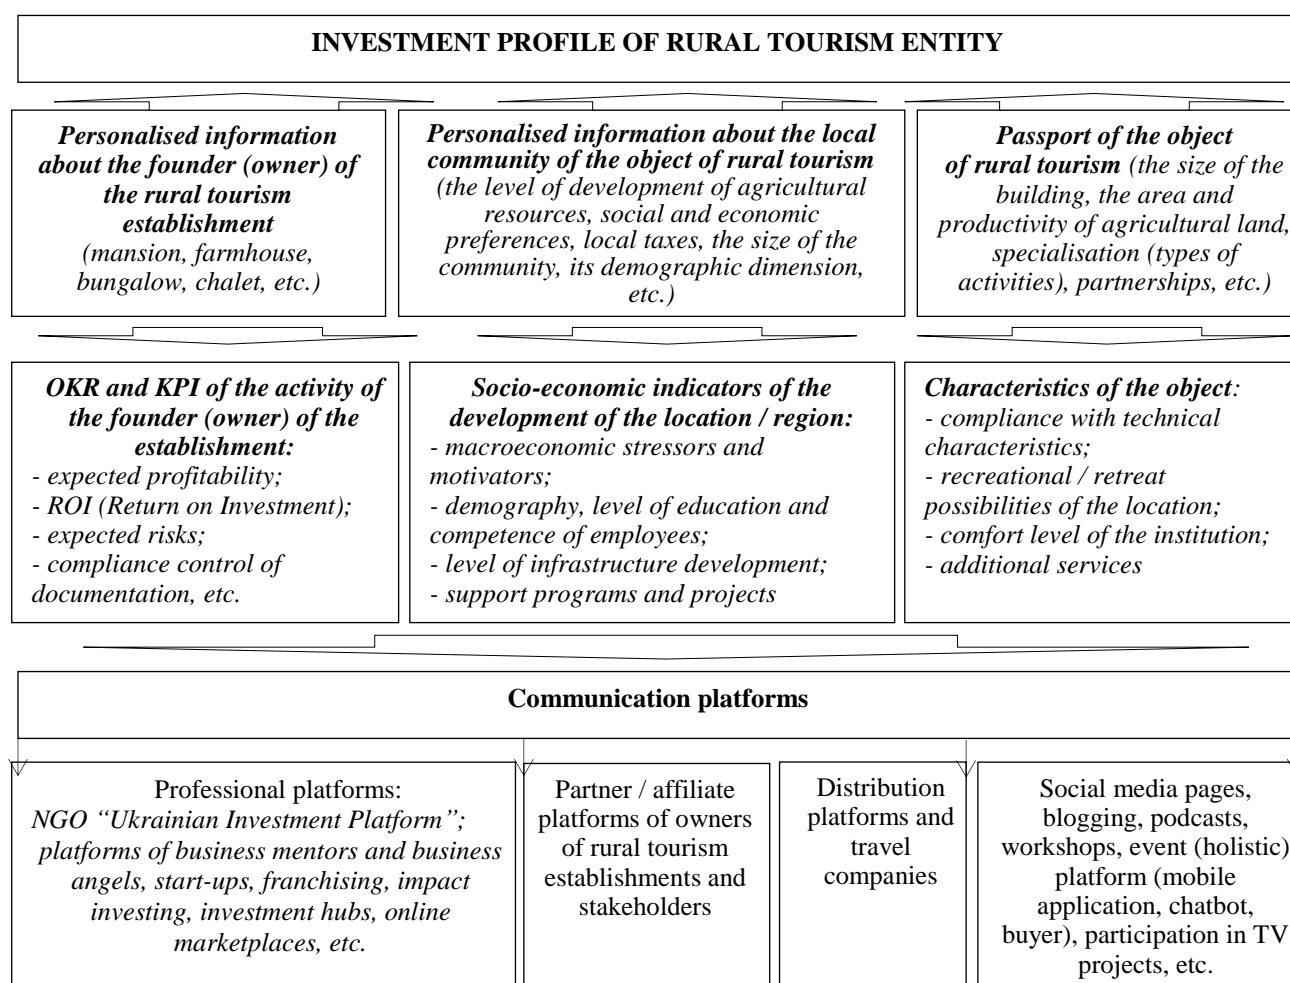 INVESTMENT PROFILE OF RURAL TOURISM ENTITY
Personalised information
about the founder (owner) of
the rural tourism
establishment
(mansion, farmhouse,
bungalow, chalet, etc.)
Personalised information about the local
community of the object of rural tourism
(the level of development of agricultural
resources, social and economic
preferences, local taxes, the size of the
community, its demographic dimension,
etc.)
Passport of the object
of rural tourism (the size of the
building, the area and
productivity of agricultural land,
specialisation (types of
activities), partnerships, etc.)
OKR and KPI of the activity of
the founder (owner) of the
establishment:
- expected profitability;
- ROI (Return on Investment);
- expected risks;
- compliance control of
documentation, etc.
Socio-economic indicators of the
development of the location / region:
- macroeconomic stressors and
motivators;
- demography, level of education and
competence of employees;
- level of infrastructure development;
- support programs and projects
Characteristics of the object:
- compliance with technical
characteristics;
- recreational / retreat
possibilities of the location;
- comfort level of the institution;
- additional services
Communication platforms
Professional platforms:
NGO “Ukrainian Investment Platform”;
platforms of business mentors and business
angels, start-ups, franchising, impact
investing, investment hubs, online
marketplaces, etc.
Partner / affiliate
platforms of owners
of rural tourism
establishments and
stakeholders
Distribution
platforms and
travel
companies
Social media pages,
blogging, podcasts,
workshops, event (holistic)
platform (mobile
application, chatbot,
buyer), participation in TV
projects, etc.